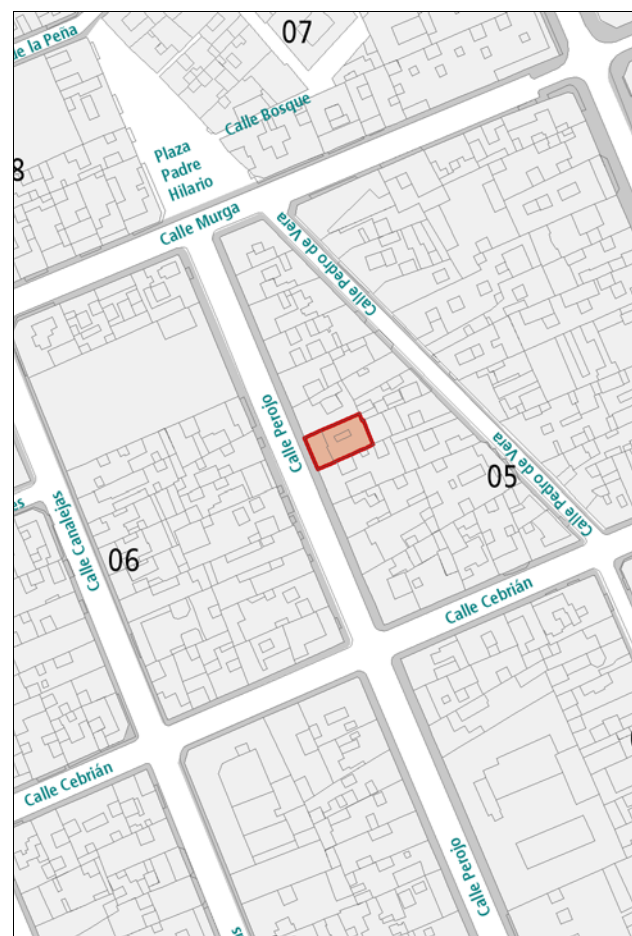 de la Peña
07
Calle Bosque
Plaza
Padre
Hilario
8
Calle Murga
Calle Pedro de Vera
Calle Perojo
Calle Pedro de Vera
05
es
Calle Canalejas
06
Calle Cebrián
Calle Cebrián
Calle Perojo